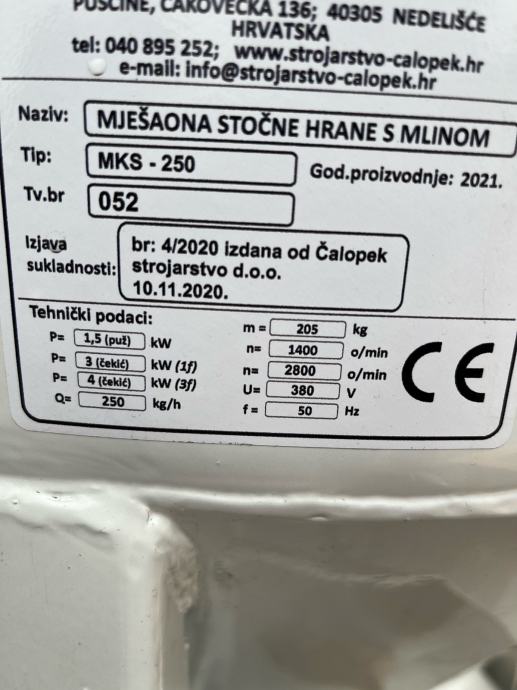 PUŠĆINE, ČAKOVEČKA 136; 40305 NEDELIŠĆE
HRVATSKA
tel: 040 895 252; www.strojarstvo-calopek.hr
e-mail: info@strojarstvo-calopek.hr
Naziv: MJEŠAONA STOČNE HRANE S MLINOM
Tip: MKS - 250
God.proizvodnje: 2021.
Tv.br 052
Izjava sukladnosti: br: 4/2020 izdana od Čalopek
strojarstvo d.o.o.
10.11.2020.
Tehnički podaci:
P= 1,5 (puž) kW
P= 3 (čekić) kW (1f)
P= 4 (čekić) kW (3f)
Q= 250 kg/h
m = 205 kg
n= 1400 o/min
n= 2800 o/min
U= 380 V
f = 50 Hz
CE